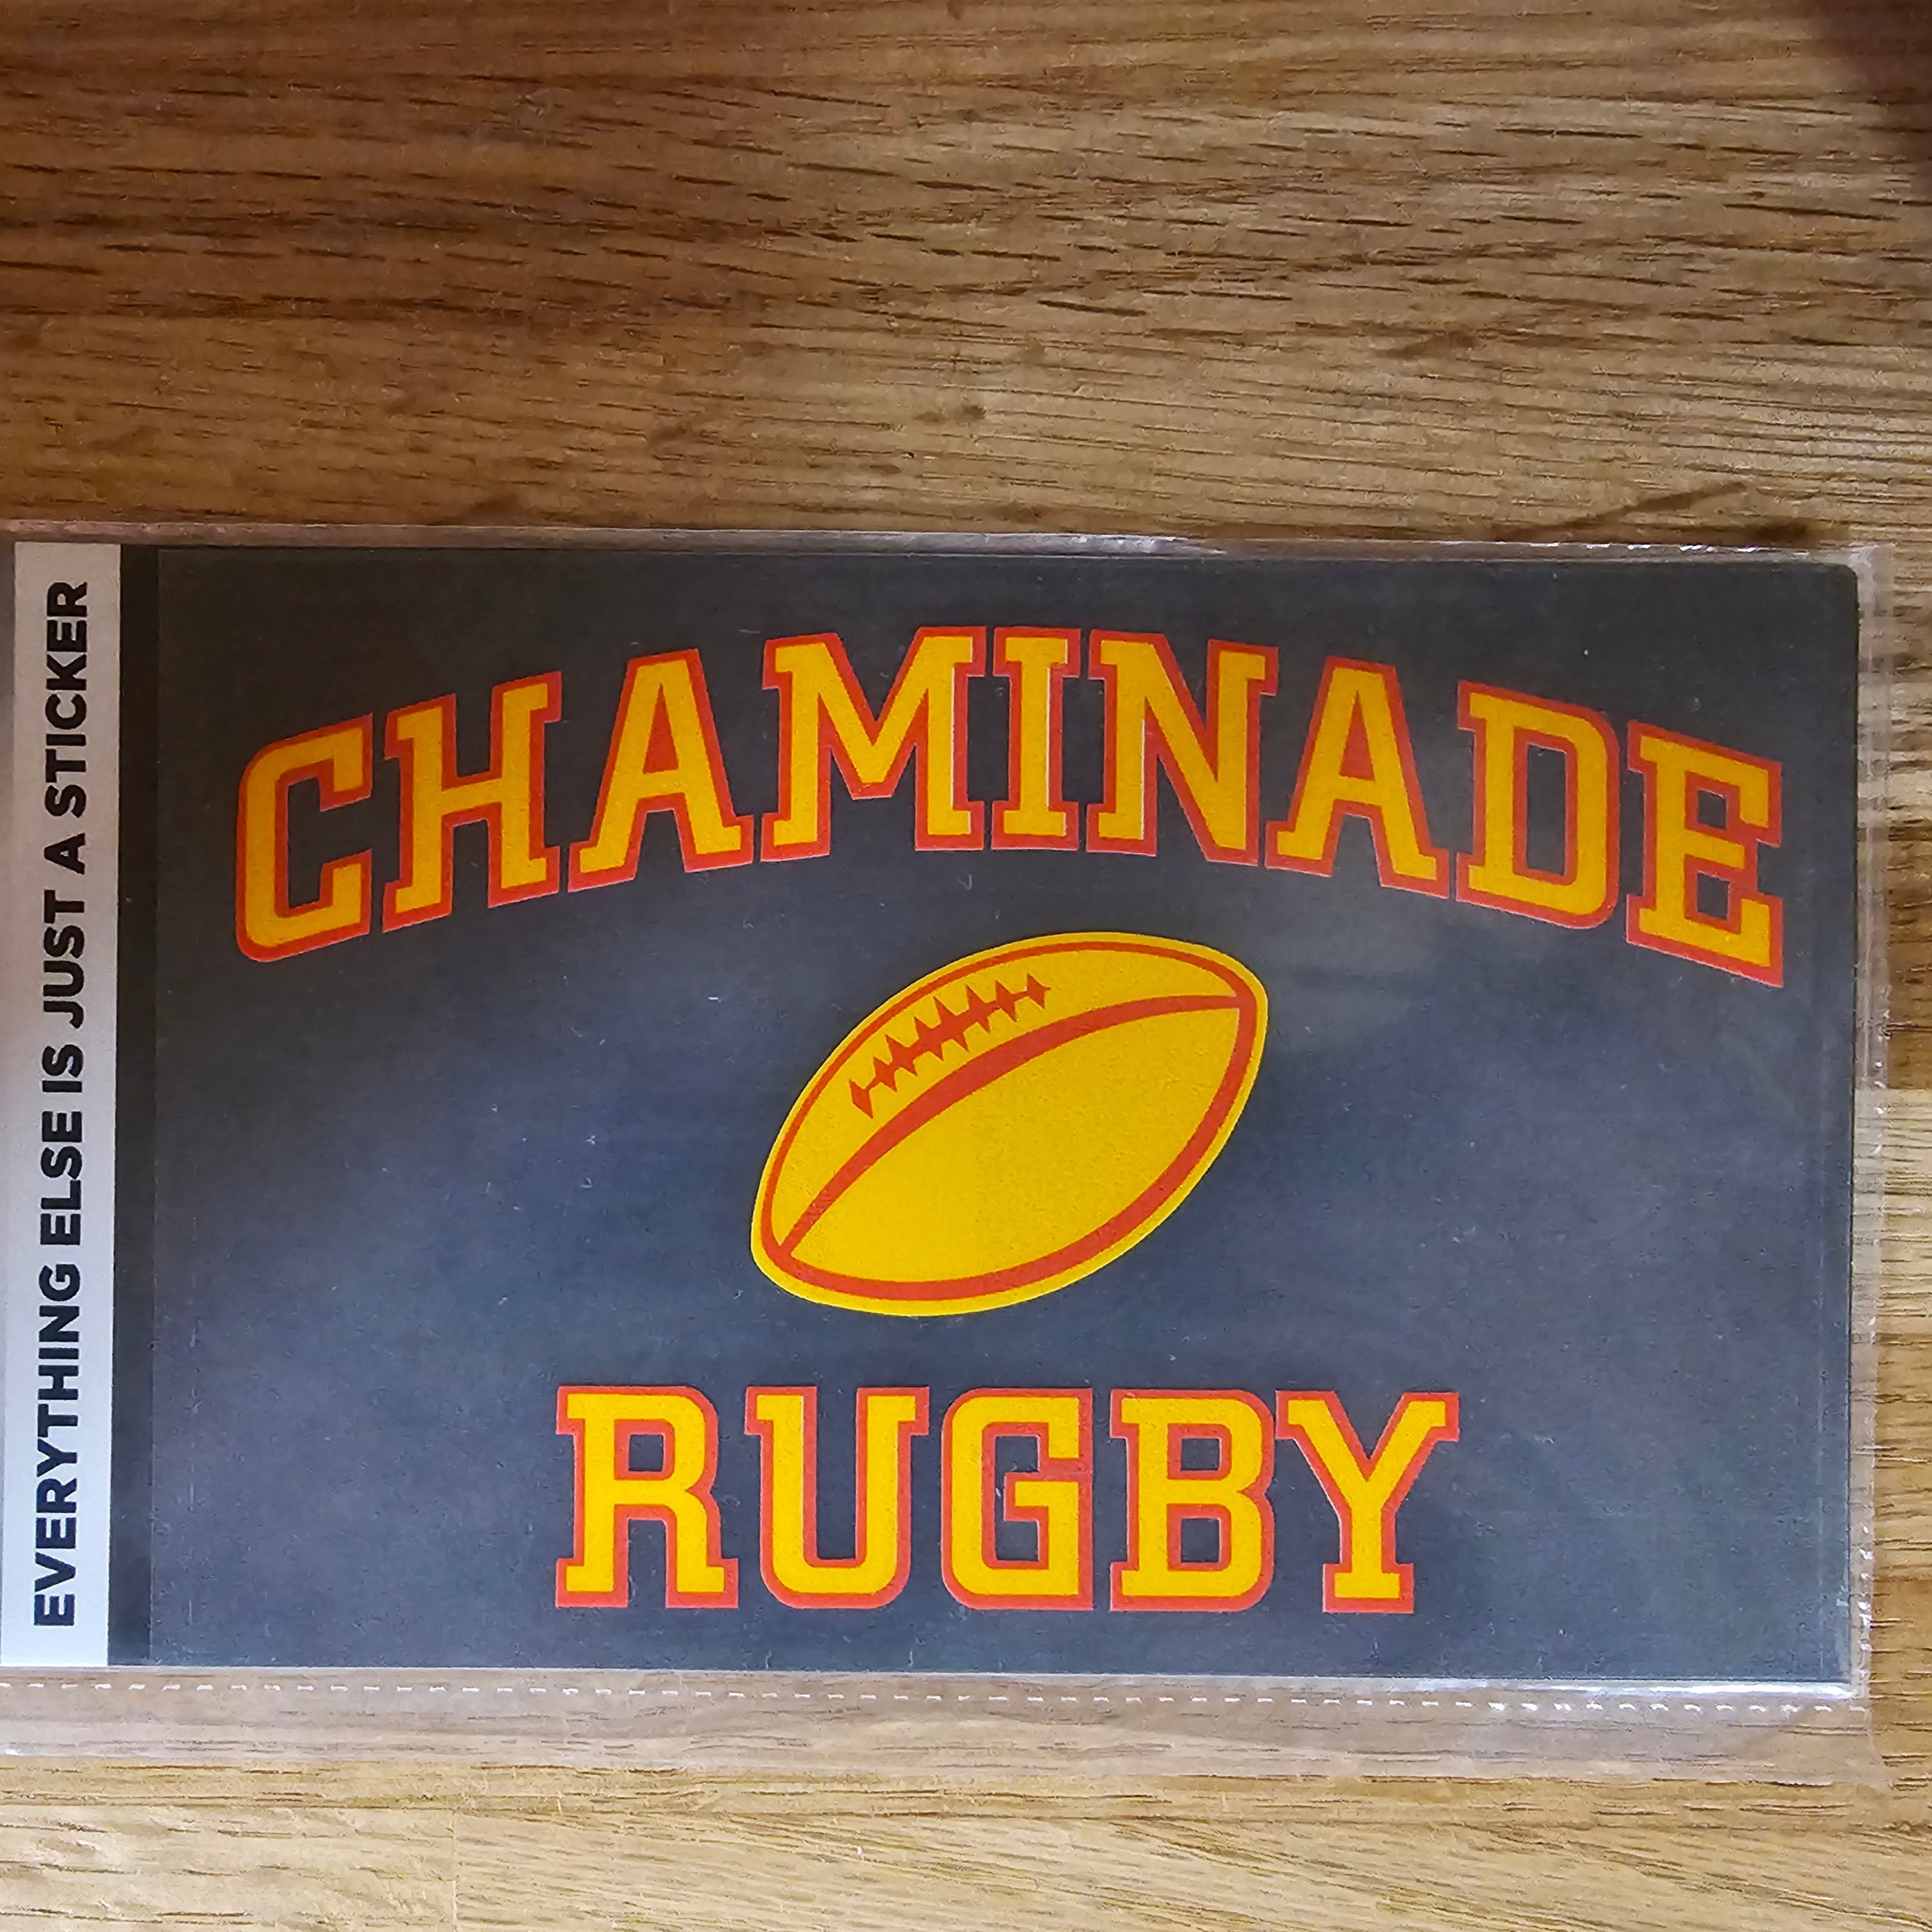 EVERYTHING ELSE IS JUST A STICKER
CHAMINADE
RUGBY